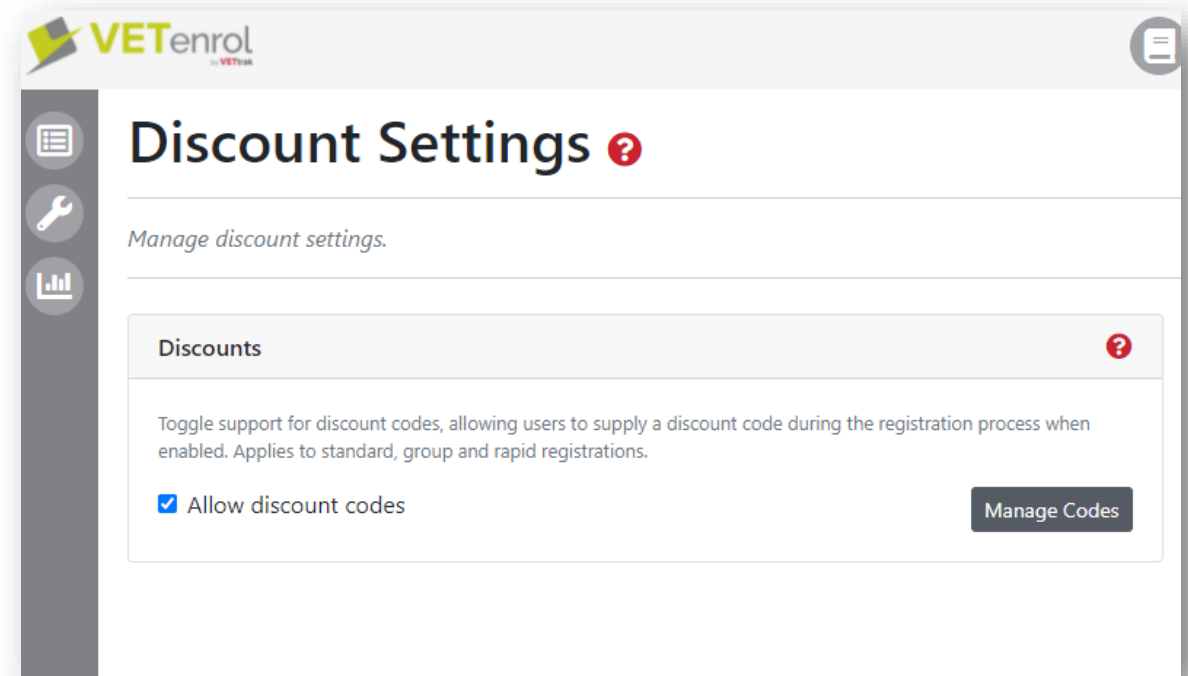 VETenrol
by VETtrak
Discount Settings
Manage discount settings.
Discounts
Toggle support for discount codes, allowing users to supply a discount code during the registration process when
enabled. Applies to standard, group and rapid registrations.
Allow discount codes
Manage Codes